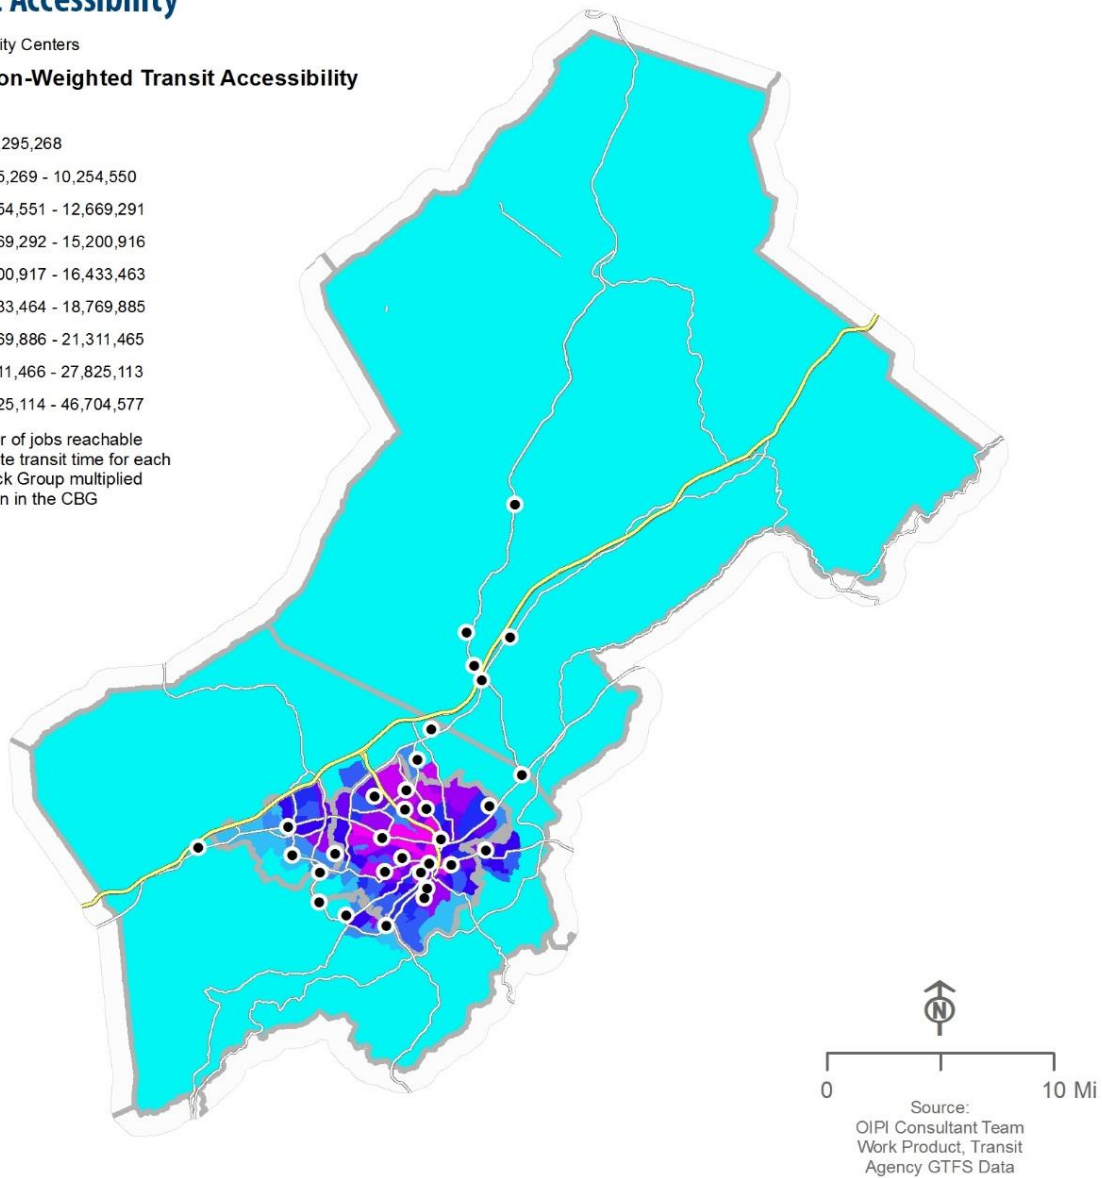 Accessibility
ity Centers
on-Weighted Transit Accessibility
,295,268
5,269 - 10,254,550
54,551 - 12,669,291
69,292 - 15,200,916
00,917 - 16,433,463
33,464 - 18,769,885
69,886 - 21,311,465
11,466 - 27,825,113
25,114 - 46,704,577
r of jobs reachable
te transit time for each
ck Group multiplied
n in the CBG
N
0 10 Mi
Source:
OIPI Consultant Team
Work Product, Transit
Agency GTFS Data